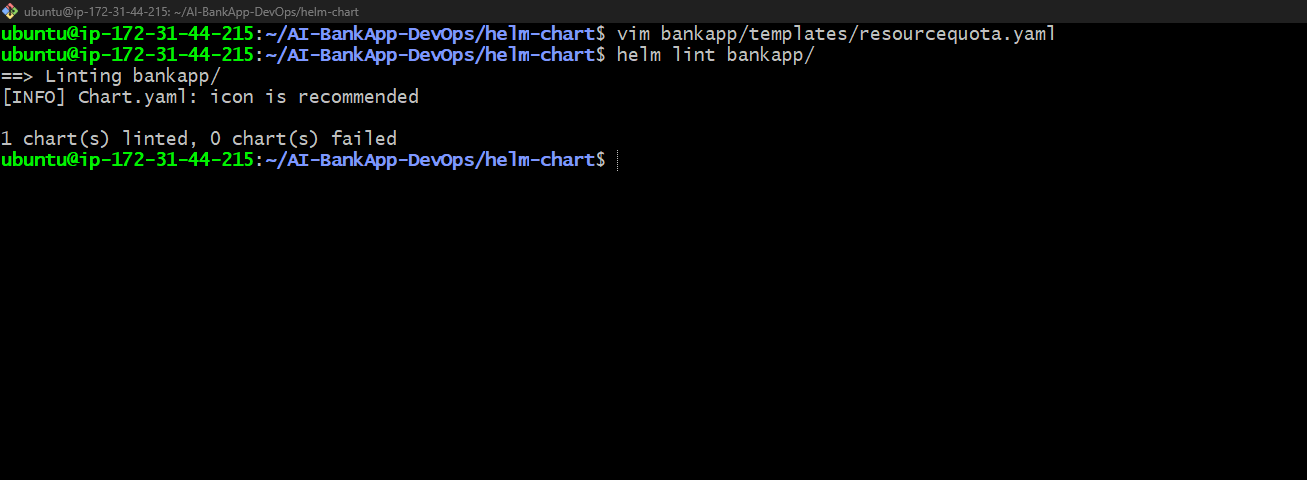 ubuntu@ip-172-31-44-215: ~/AI-BankApp-DevOps/helm-chart
ubuntu@ip-172-31-44-215:~/AI-BankApp-DevOps/helm-chart$ vim bankapp/templates/resourcequota.yaml
ubuntu@ip-172-31-44-215:~/AI-BankApp-DevOps/helm-chart$ helm lint bankapp/
==> Linting bankapp/
[INFO] Chart.yaml: icon is recommended
1 chart(s) linted, 0 chart(s) failed
ubuntu@ip-172-31-44-215:~/AI-BankApp-DevOps/helm-chart$